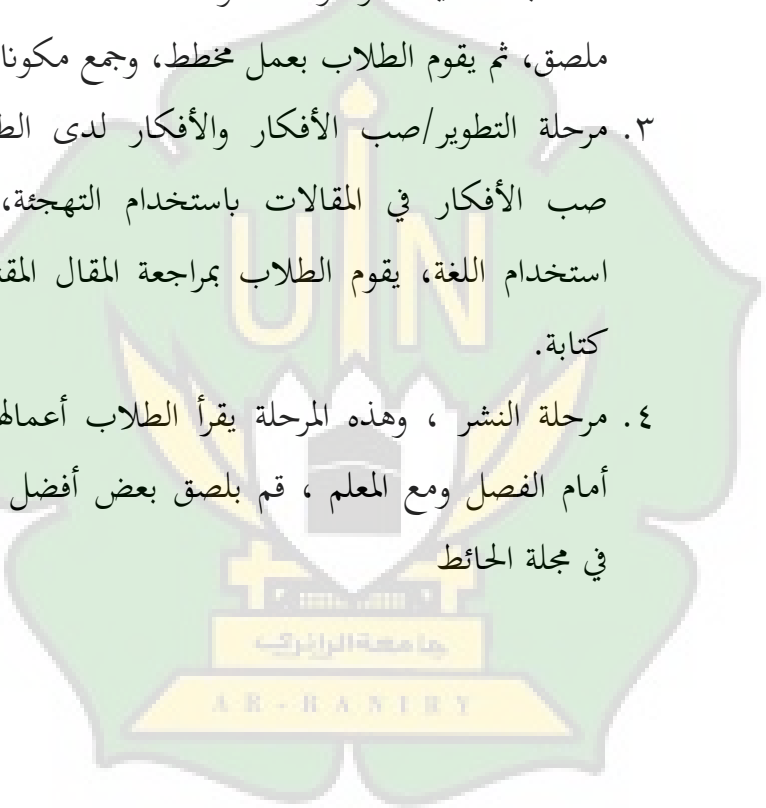 ملصق، ثم يقوم الطلاب بعمل مخطط، وجمع مكونا
٣. مرحلة التطوير/صب الأفكار والأفكار لدى الط
صب الأفكار في المقالات باستخدام التهجئة،
استخدام اللغة، يقوم الطلاب بمراجعة المقال المق
كتابة.
٤. مرحلة النشر ، وهذه المرحلة يقرأ الطلاب أعماله
أمام الفصل ومع المعلم ، قم بلصق بعض أفضل
في مجلة الحائط
UIN
جامعة الرانري
AR-RANIRY